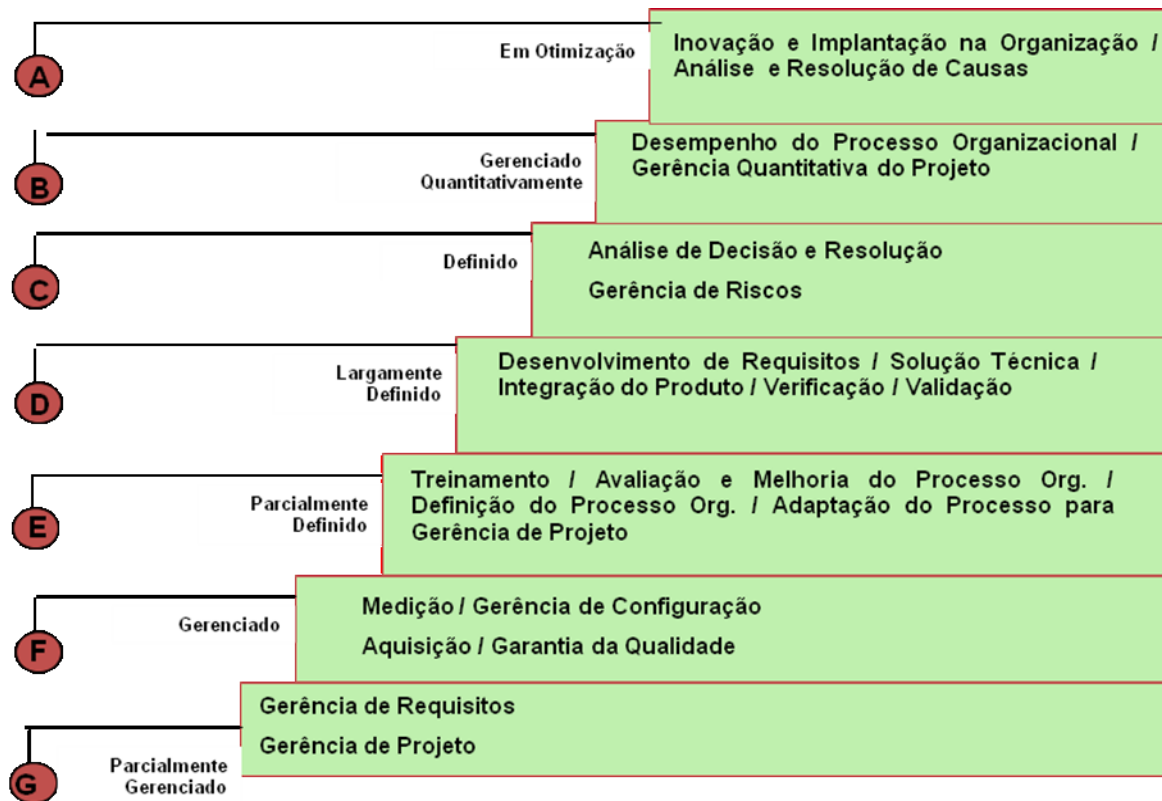 Em Otimização
Inovação e Implantação na Organização /
Análise e Resolução de Causas
A
Gerenciado
Quantitativamente
Desempenho do Processo Organizacional /
Gerência Quantitativa do Projeto
B
Definido
Análise de Decisão e Resolução
Gerência de Riscos
C
Largamente
Definido
Desenvolvimento de Requisitos / Solução Técnica /
Integração do Produto / Verificação / Validação
D
Parcialmente
Definido
Treinamento / Avaliação e Melhoria do Processo Org. /
Definição do Processo Org. / Adaptação do Processo para
Gerência de Projeto
E
Gerenciado
Medição / Gerência de Configuração
Aquisição / Garantia da Qualidade
F
Gerência de Requisitos
Gerência de Projeto
Parcialmente
Gerenciado
G